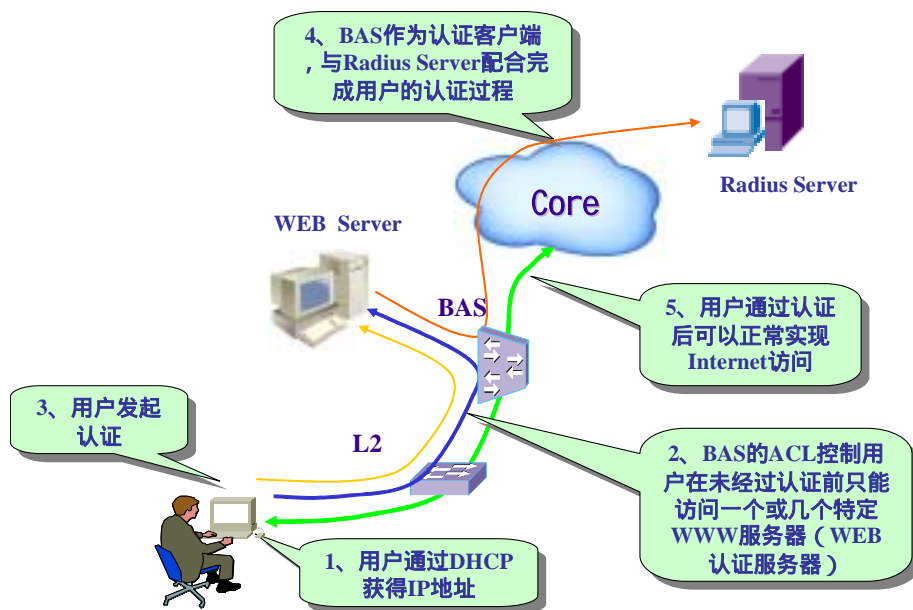 4、BAS作为认证客户端
，与Radius Server配合完
成用户的认证过程
Radius Server
Core
WEB Server
BAS
5、用户通过认证
后可以正常实现
Internet访问
3、用户发起
认证
L2
2、BAS的ACL控制用
户在未经过认证前只能
访问一个或几个特定
WWW服务器（WEB
认证服务器）
1、用户通过DHCP
获得IP地址